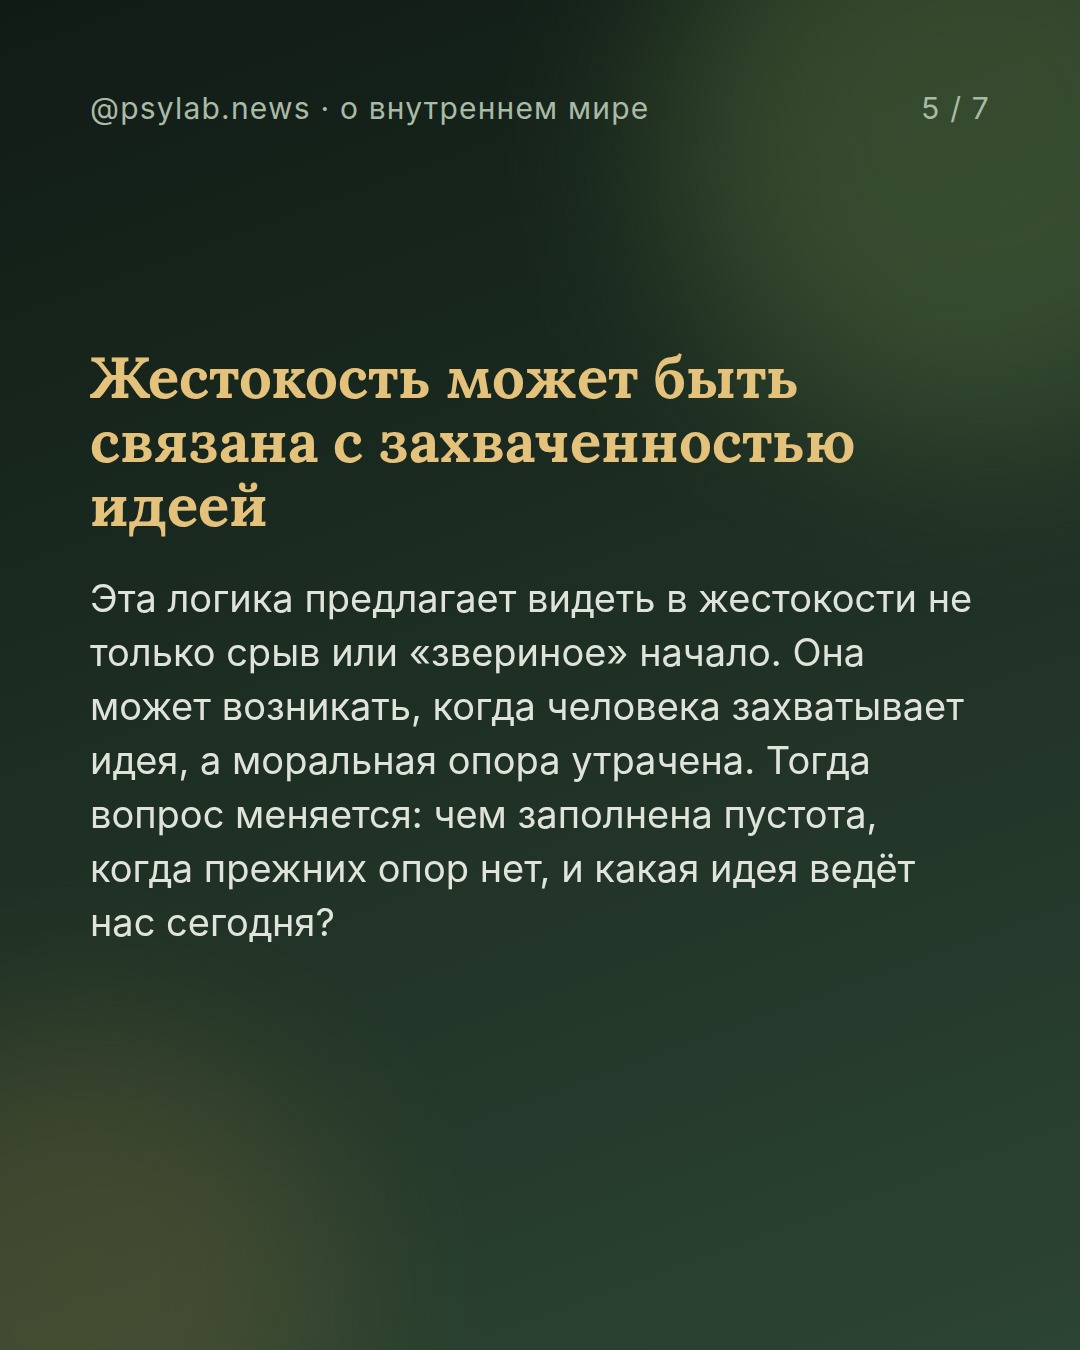 @psylab.news · о внутреннем мире
5 / 7
Жестокость может быть
связана с захваченностью
идеей
Эта логика предлагает видеть в жестокости не
только срыв или «звериное» начало. Она
может возникать, когда человека захватывает
идея, а моральная опора утрачена. Тогда
вопрос меняется: чем заполнена пустота,
когда прежних опор нет, и какая идея ведёт
нас сегодня?